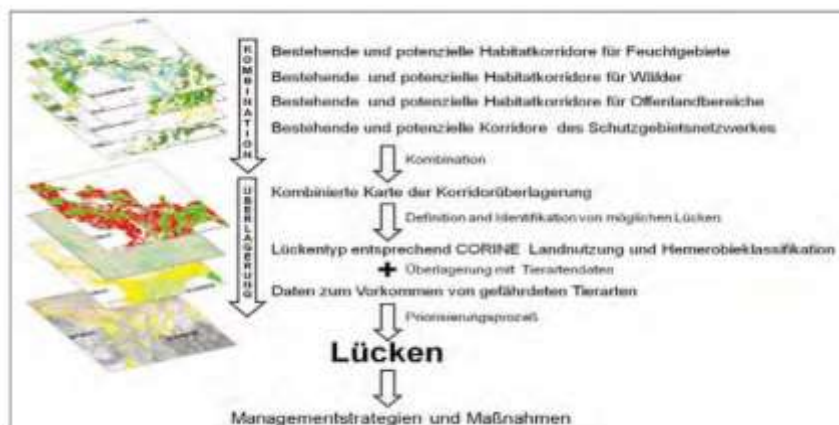 KOMBINATION
Bestehende und potenzielle Habitatkorridore für Feuchtgebiete
Bestehende und potenzielle Habitatkorridore für Wälder
Bestehende und potenzielle Habitatkorridore für Offenlandbereiche
Bestehende und potenzielle Korridore des Schutzgebietsnetzwerkes
Kombination
ÜBERLAGERUNG
Kombinierte Karte der Korridorüberlagerung
Definition and Identifikation von möglichen Lücken
Lückentyp entsprechend CORINE Landnutzung und Hemerobieklassifikation
+ Überlagerung mit Tierartendaten
Daten zum Vorkommen von gefährdeten Tierarten
Priorisierungsprozeß
Lücken
Managementstrategien und Maßnahmen